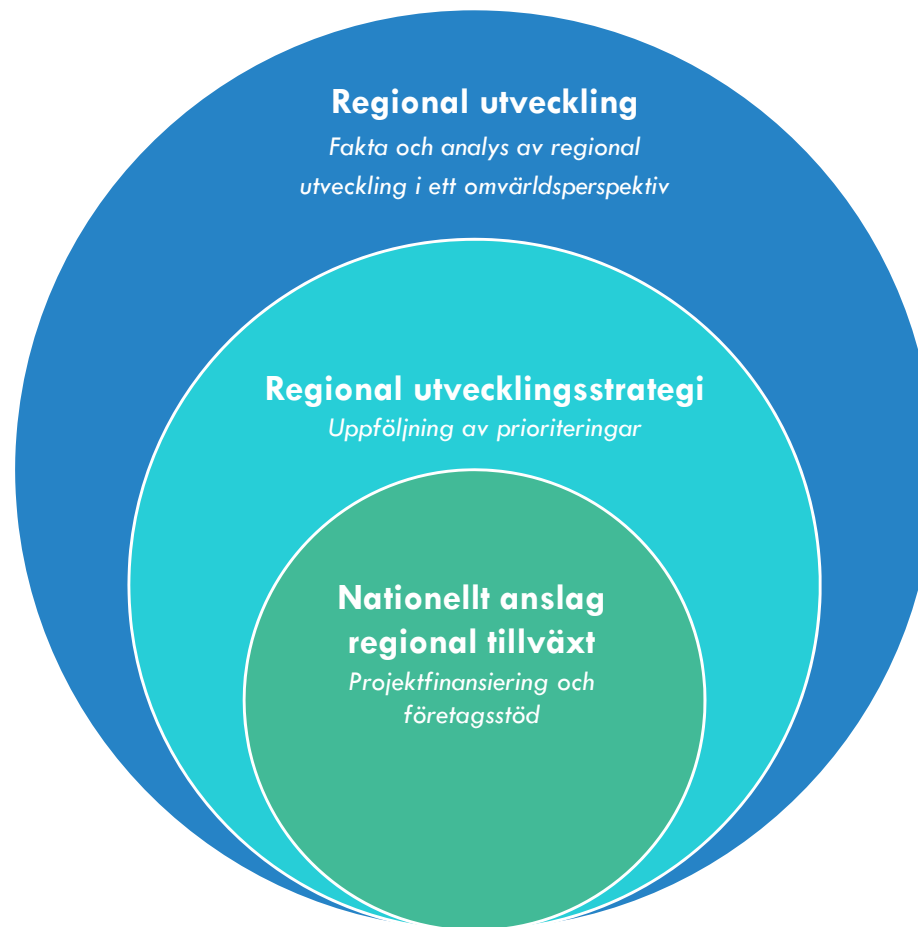 Regional utveckling
Fakta och analys av regional
utveckling i ett omvärldsperspektiv
Regional utvecklingsstrategi
Uppföljning av prioriteringar
Nationellt anslag
regional tillväxt
Projektfinansiering och
företagsstöd